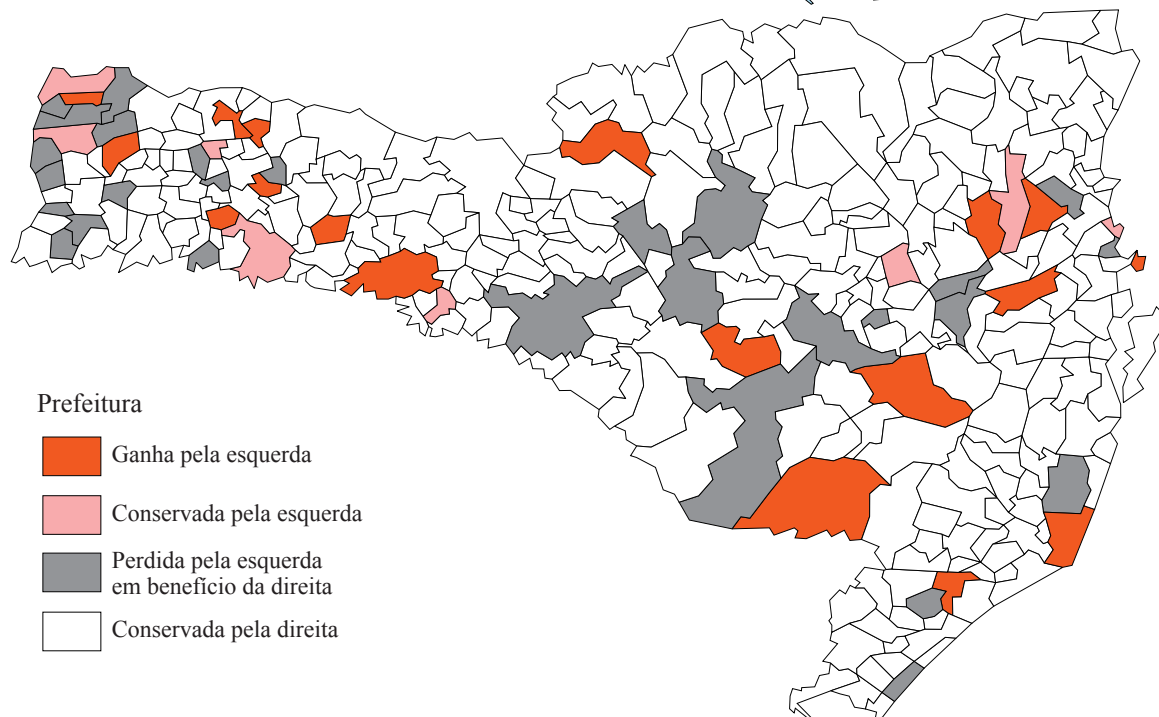 Prefeitura
Ganha pela esquerda
Conservada pela esquerda
Perdida pela esquerda
em benefício da direita
Conservada pela direita